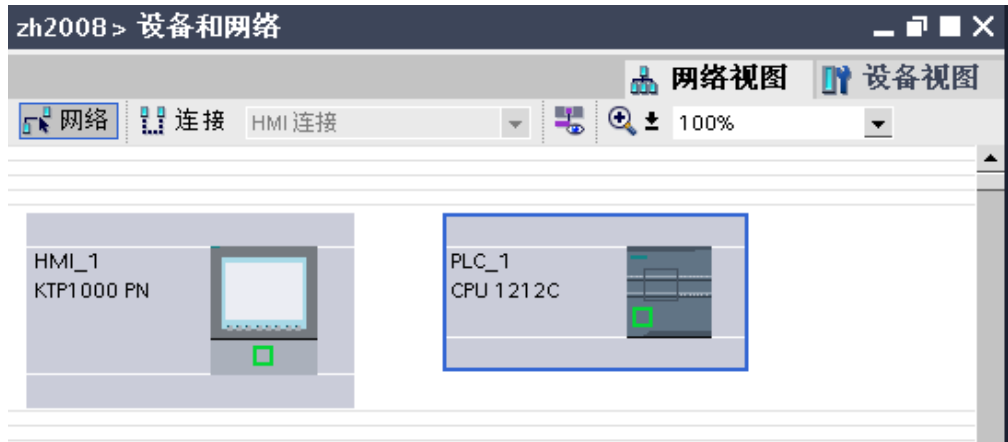 zh2008> 设备和网络
网络视图 设备视图
网络 连接 HMI 连接 100%
HMI_1
KTP1000 PN
PLC_1
CPU 1212C